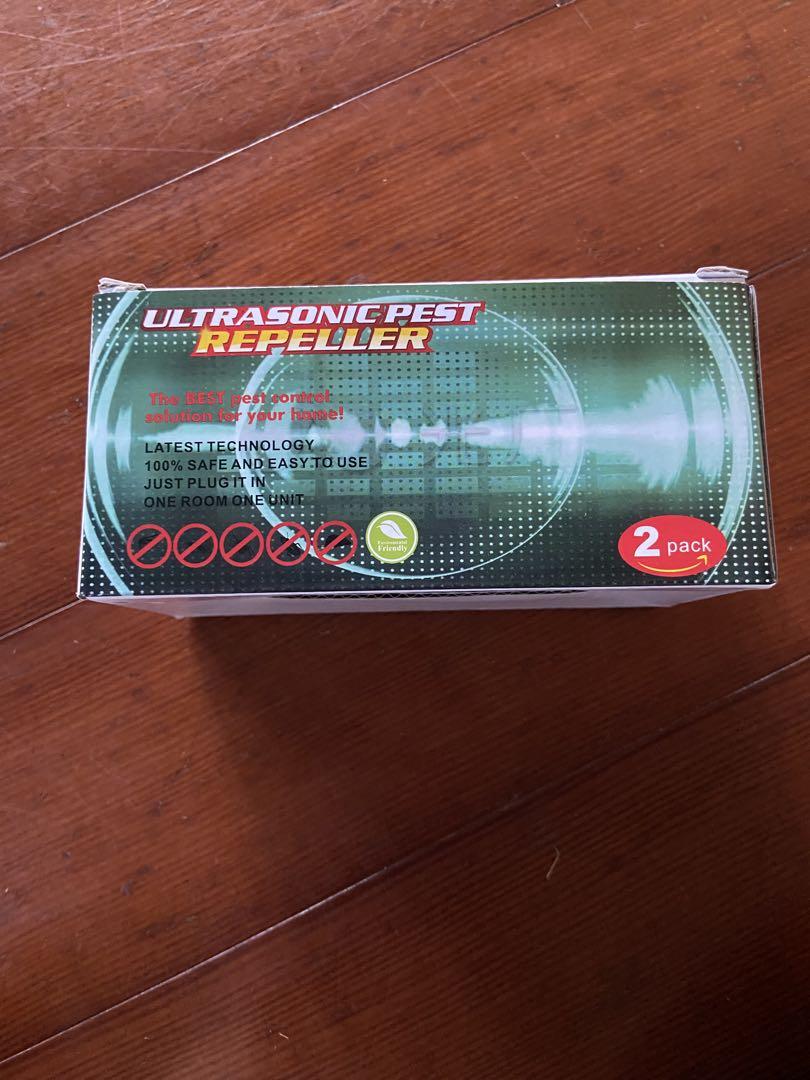 ULTRASONIC PEST
REPELLER
The BEST pest control
solution for your home!
LATEST TECHNOLOGY
100% SAFE AND EASY TO USE
JUST PLUG IT IN
ONE ROOM ONE UNIT
Environmental
Friendly
2 pack